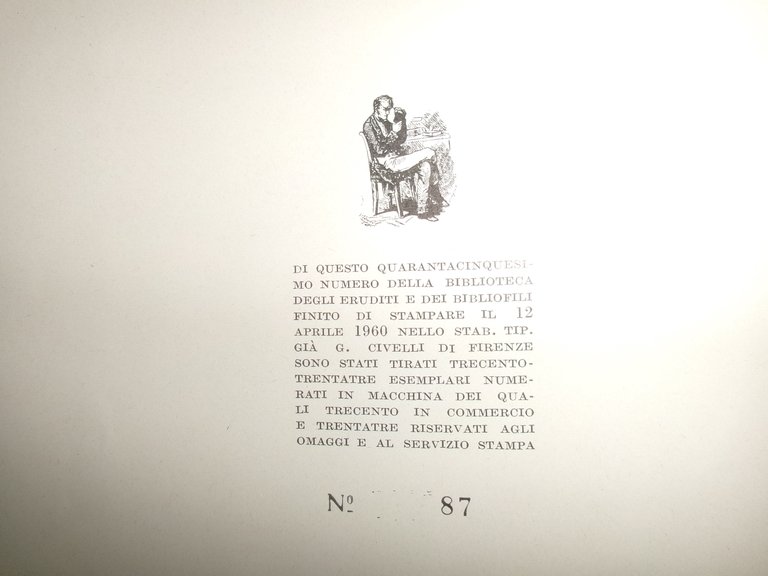 DI QUESTO QUARANTACINQUESI-
MO NUMERO DELLA BIBLIOTECA
DEGLI ERUDITI E DEI BIBLIOFILI
FINITO DI STAMPARE IL 12
APRILE 1960 NELLO STAB. TIP.
GIÀ G. CIVELLI DI FIRENZE
SONO STATI TIRATI TRECENTO-
TRENTATRE ESEMPLARI NUME-
RATI IN MACCHINA DEI QUA-
LI TRECENTO IN COMMERCIO
E TRENTATRE RISERVATI AGLI
OMAGGI E AL SERVIZIO STAMPA
Nº 87